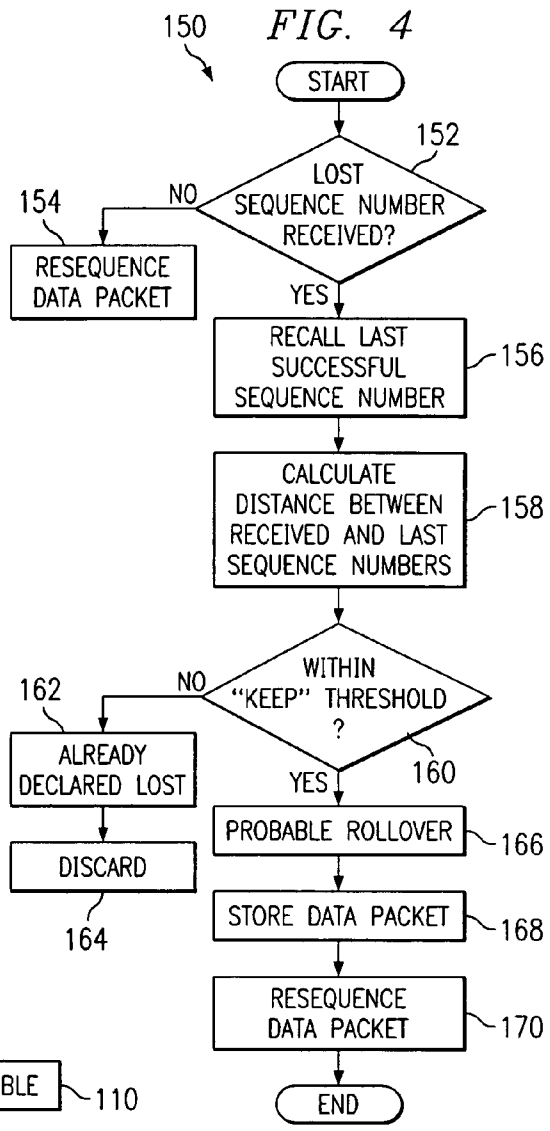 150
FIG. 4
START
152
LOST
SEQUENCE NUMBER
RECEIVED?
NO
154
RESEQUENCE
DATA PACKET
YES
RECALL LAST
SUCCESSFUL
SEQUENCE NUMBER
156
CALCULATE
DISTANCE BETWEEN
RECEIVED AND LAST
SEQUENCE NUMBERS
158
WITHIN
"KEEP" THRESHOLD
?
160
NO
162
ALREADY
DECLARED LOST
DISCARD
164
YES
PROBABLE ROLLOVER
166
STORE DATA PACKET
168
RESEQUENCE
DATA PACKET
170
END
BLE
110